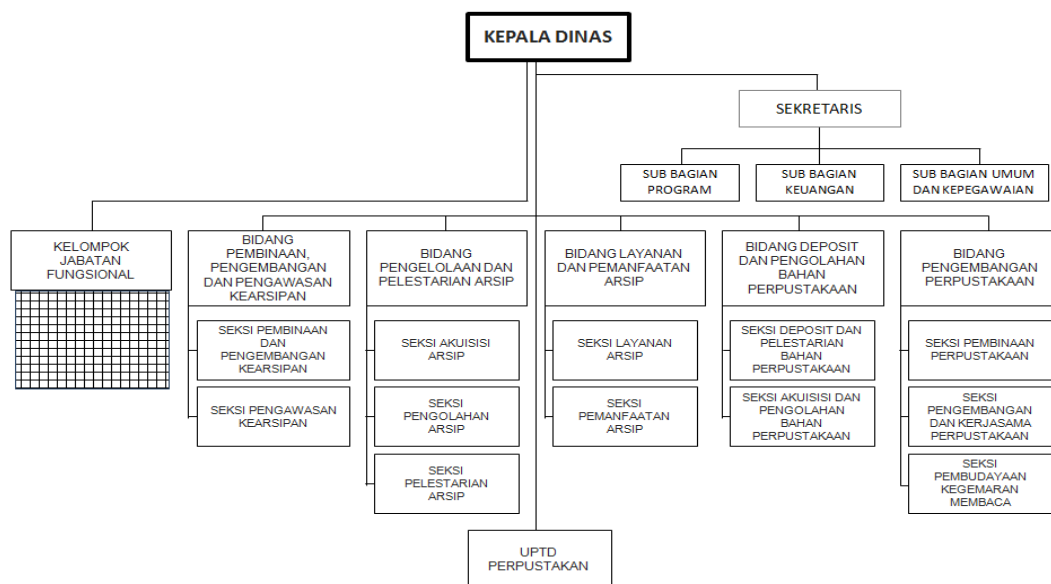 KEPALA DINAS
SEKRETARIS
SUB BAGIAN
PROGRAM
SUB BAGIAN
KEUANGAN
SUB BAGIAN UMUM
DAN KEPEGAWAIAN
KELOMPOK
JABATAN
FUNGSIONAL
BIDANG
PEMBINAAN,
PENGEMBANGAN
DAN PENGAWASAN
KEARSIPAN
BIDANG
PENGELOLAAN DAN
PELESTARIAN ARSIP
BIDANG LAYANAN
DAN PEMANFAATAN
ARSIP
BIDANG DEPOSIT
DAN PENGOLAHAN
BAHAN
PERPUSTAKAAN
BIDANG
PENGEMBANGAN
PERPUSTAKAAN
SEKSI PEMBINAAN
DAN
PENGEMBANGAN
KEARSIPAN
SEKSI AKUISISI
ARSIP
SEKSI LAYANAN
ARSIP
SEKSI DEPOSIT DAN
PELESTARIAN
BAHAN
PERPUSTAKAAN
SEKSI PEMBINAAN
PERPUSTAKAAN
SEKSI PENGAWASAN
KEARSIPAN
SEKSI
PENGOLAHAN
ARSIP
SEKSI
PEMANFAATAN
ARSIP
SEKSI AKUISISI DAN
PENGOLAHAN
BAHAN
PERPUSTAKAAN
SEKSI
PENGEMBANGAN
DAN KERJASAMA
PERPUSTAKAAN
SEKSI
PELESTARIAN
ARSIP
SEKSI
PEMBUDAYAAN
KEGEMARAN
MEMBACA
UPTD
PERPUSTAKAN